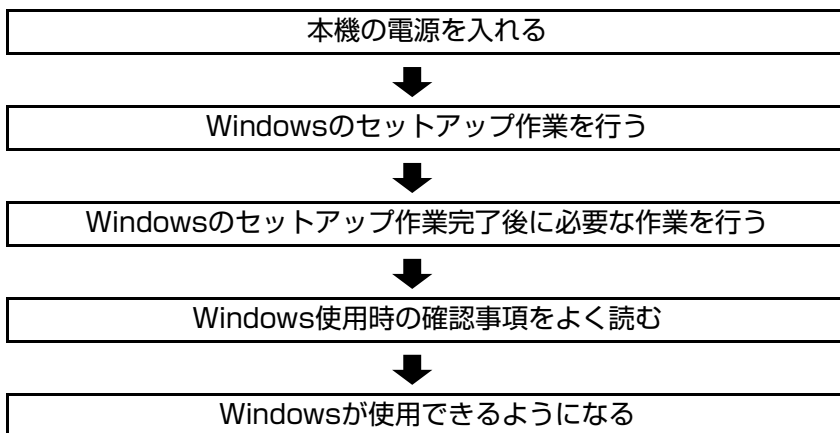 本機の電源を入れる
Windowsのセットアップ作業を行う
Windowsのセットアップ作業完了後に必要な作業を行う
Windows使用時の確認事項をよく読む
Windowsが使用できるようになる